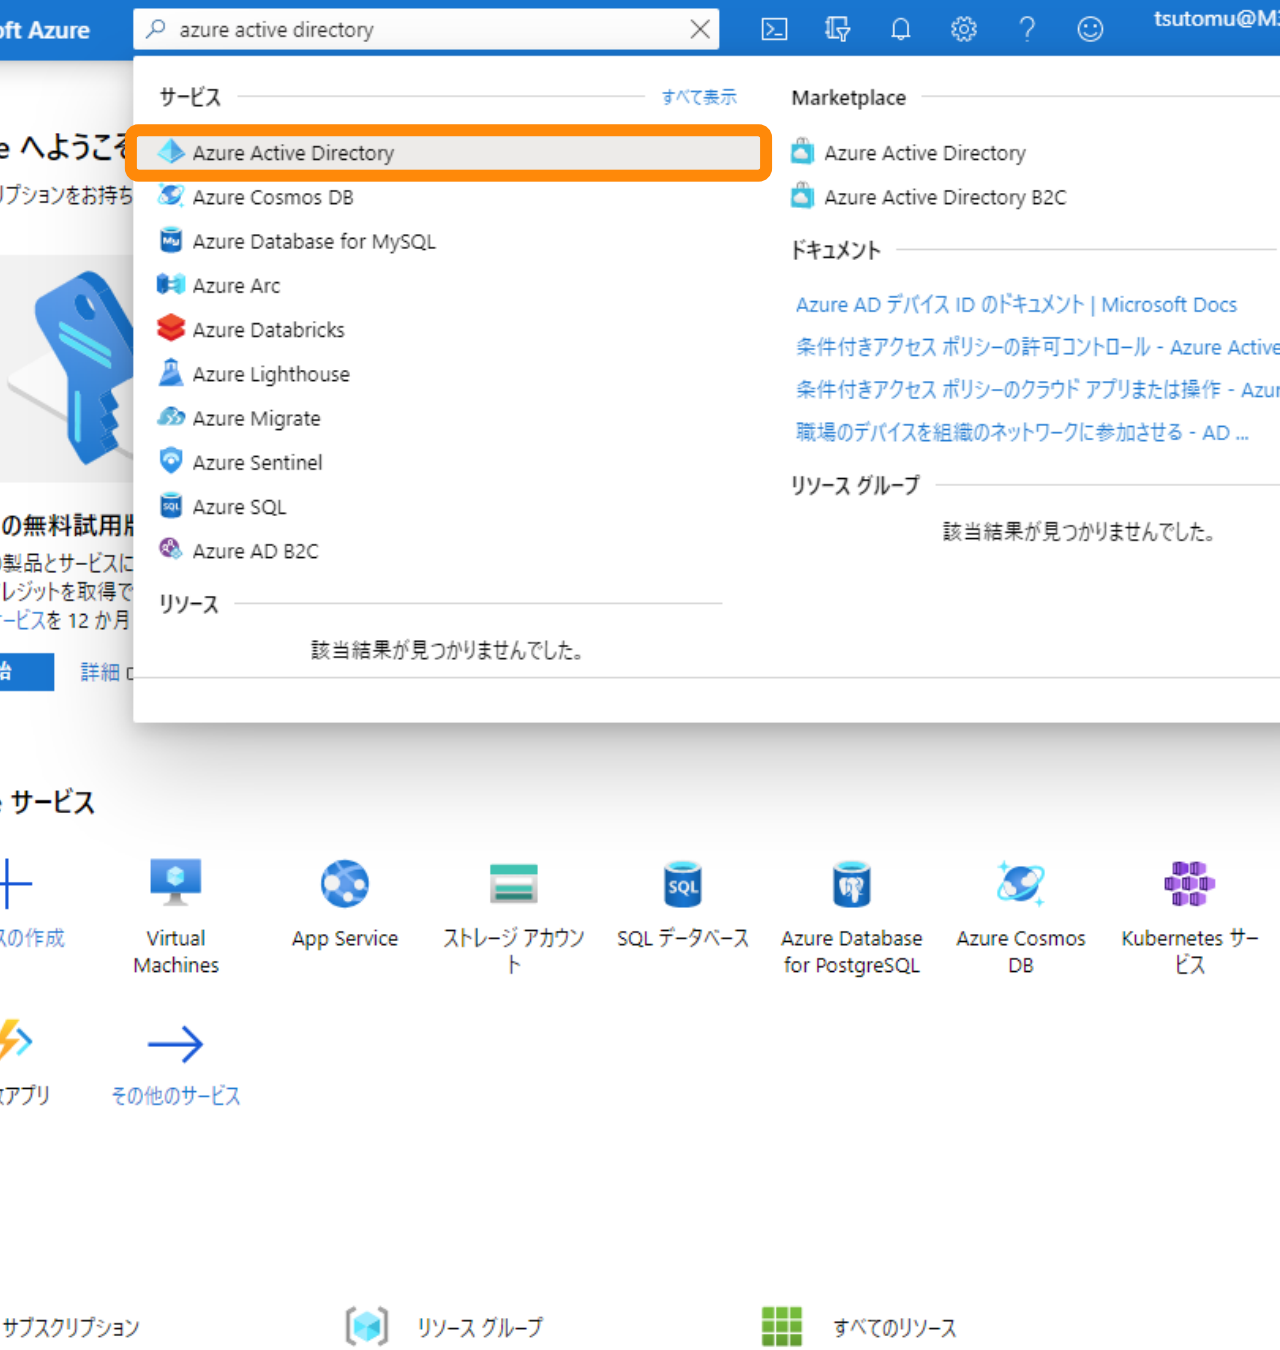 oft Azure
azure active directory
tsutomu@M3
サービス
すべて表示
Azure Active Directory
Azure Cosmos DB
Azure Database for MySQL
Azure Arc
Azure Databricks
Azure Lighthouse
Azure Migrate
Azure Sentinel
Azure SQL
Azure AD B2C
リソース
該当結果が見つかりませんでした。
Marketplace
Azure Active Directory
Azure Active Directory B2C
ドキュメント
Azure AD デバイス ID のドキュメント | Microsoft Docs
条件付きアクセス ポリシーの許可コントロール - Azure Active
条件付きアクセス ポリシーのクラウド アプリまたは操作 - Azur
職場のデバイスを組織のネットワークに参加させる - AD ...
リソース グループ
該当結果が見つかりませんでした。
e へようこそ
リプションをお持ち
の無料試用版
製品とサービスに
レジットを取得で
ービスを 12 か月
始
詳細
e サービス
スの作成
Virtual
Machines
App Service
ストレージ アカウン
ト
SQL データベース
Azure Database
for PostgreSQL
Azure Cosmos
DB
Kubernetes サー
ビス
アプリ
その他のサービス
サブスクリプション
リソース グループ
すべてのリソース